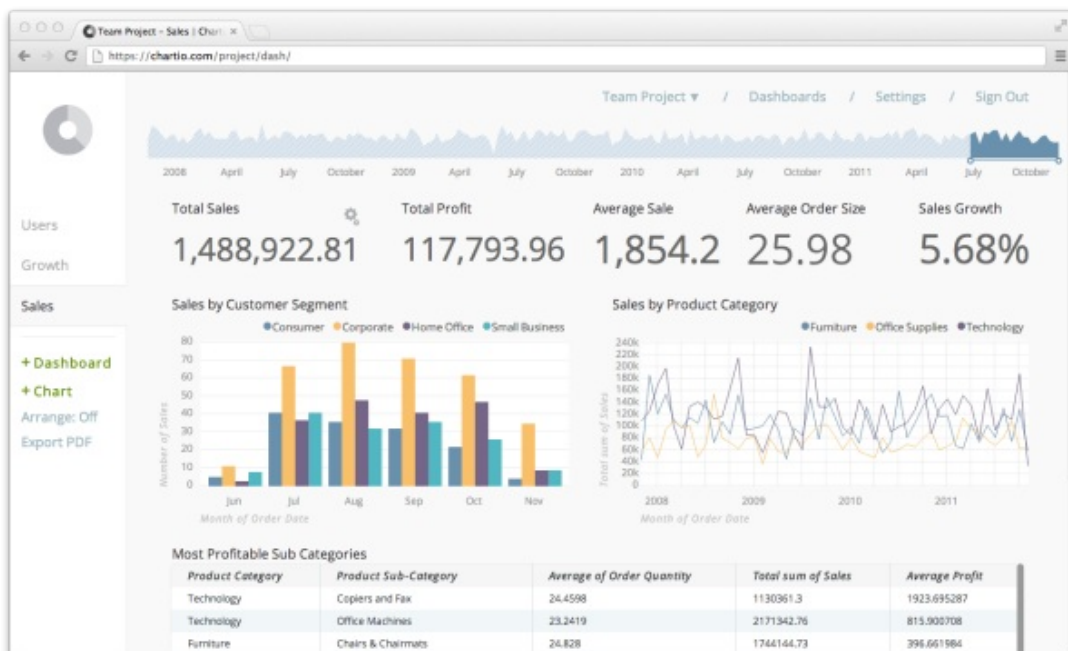 Team Project – Sales | Chart
https://chartio.com/project/dash/
Team Project ▾ / Dashboards / Settings / Sign Out
2008 April July October 2009 April July October 2010 April July October 2011 April July October
Users
Growth
Sales
+ Dashboard
+ Chart
Arrange: Off
Export PDF
Total Sales Total Profit Average Sale Average Order Size Sales Growth
1,488,922.81 117,793.96 1,854.2 25.98 5.68%
Sales by Customer Segment
Consumer Corporate Home Office Small Business
80
70
60
50
40
30
20
10
0
Number of Sales
Jun Jul Aug Sep Oct Nov
Month of Order Date
Sales by Product Category
Furniture Office Supplies Technology
240k
220k
200k
180k
160k
140k
120k
100k
80k
60k
40k
20k
0
Total sum of Sales
2008 2009 2010 2011
Month of Order Date
Most Profitable Sub Categories
Product Category Product Sub-Category Average of Order Quantity Total sum of Sales Average Profit
Technology Copiers and Fax 24.4598 1130361.3 1923.695287
Technology Office Machines 23.2419 2171342.76 815.900708
Furniture Chairs & Chairmats 24.828 1744144.73 396.661984